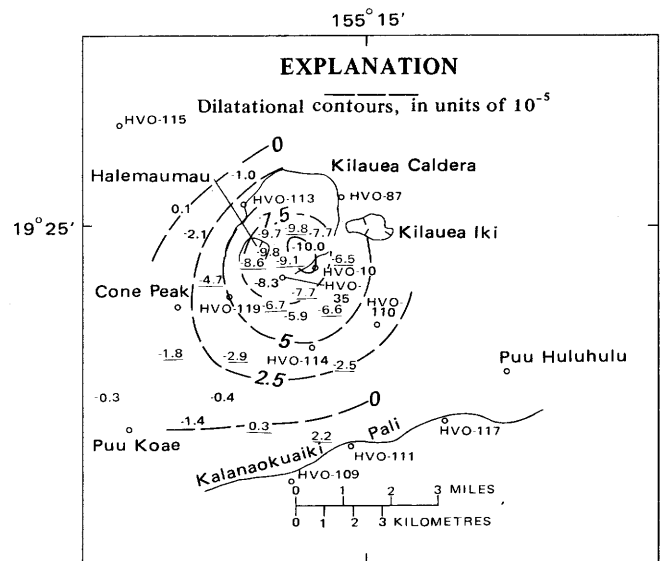 155° 15'
EXPLANATION
Dilatational contours, in units of 10⁻⁵
HVO-115
0
Kilauea Caldera
-1.0
Halemaumau
HVO-113
HVO-87
0.1
7.5
19° 25'
-2.1
-9.7 -9.8 -7.7
Kilauea Iki
-9.8 -10.0
-8.6 -9.1 -6.5
HVO-10
-4.7 -8.3
HVO-35
Cone Peak
-7.7
HVO-110
HVO-119 -6.7 -6.6
-5.9
5
HVO-114
-1.8 -2.9 -2.5
Puu Huluhulu
2.5
-0.3 -0.4
0
-1.4 0.3
Puu Koae
2.2
Pali
HVO-117
Kalanaokuaiki
HVO-111
HVO-109
0 1 2 3 MILES
0 1 2 3 KILOMETRES